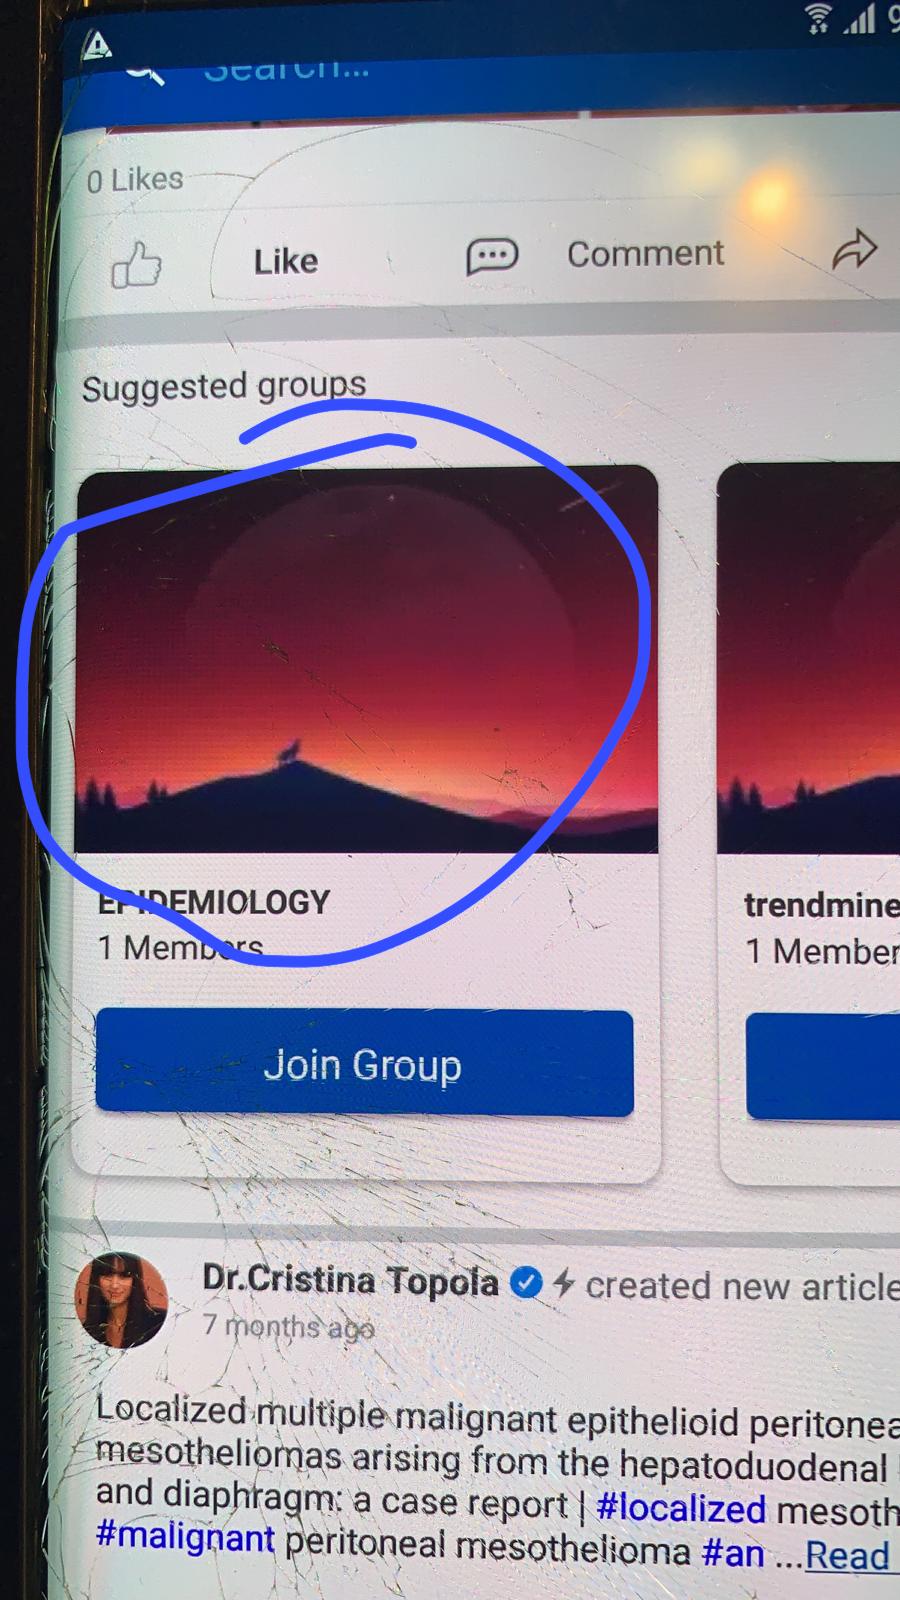 Search...
0 Likes
Like Comment
Suggested groups
EPIDEMIOLOGY
1 Members
Join Group
trendmine
1 Member
Dr.Cristina Topola created new article
7 months ago
Localized multiple malignant epithelioid peritonea
mesotheliomas arising from the hepatoduodenal
and diaphragm: a case report | #localized mesoth
#malignant peritoneal mesothelioma #an ...Read